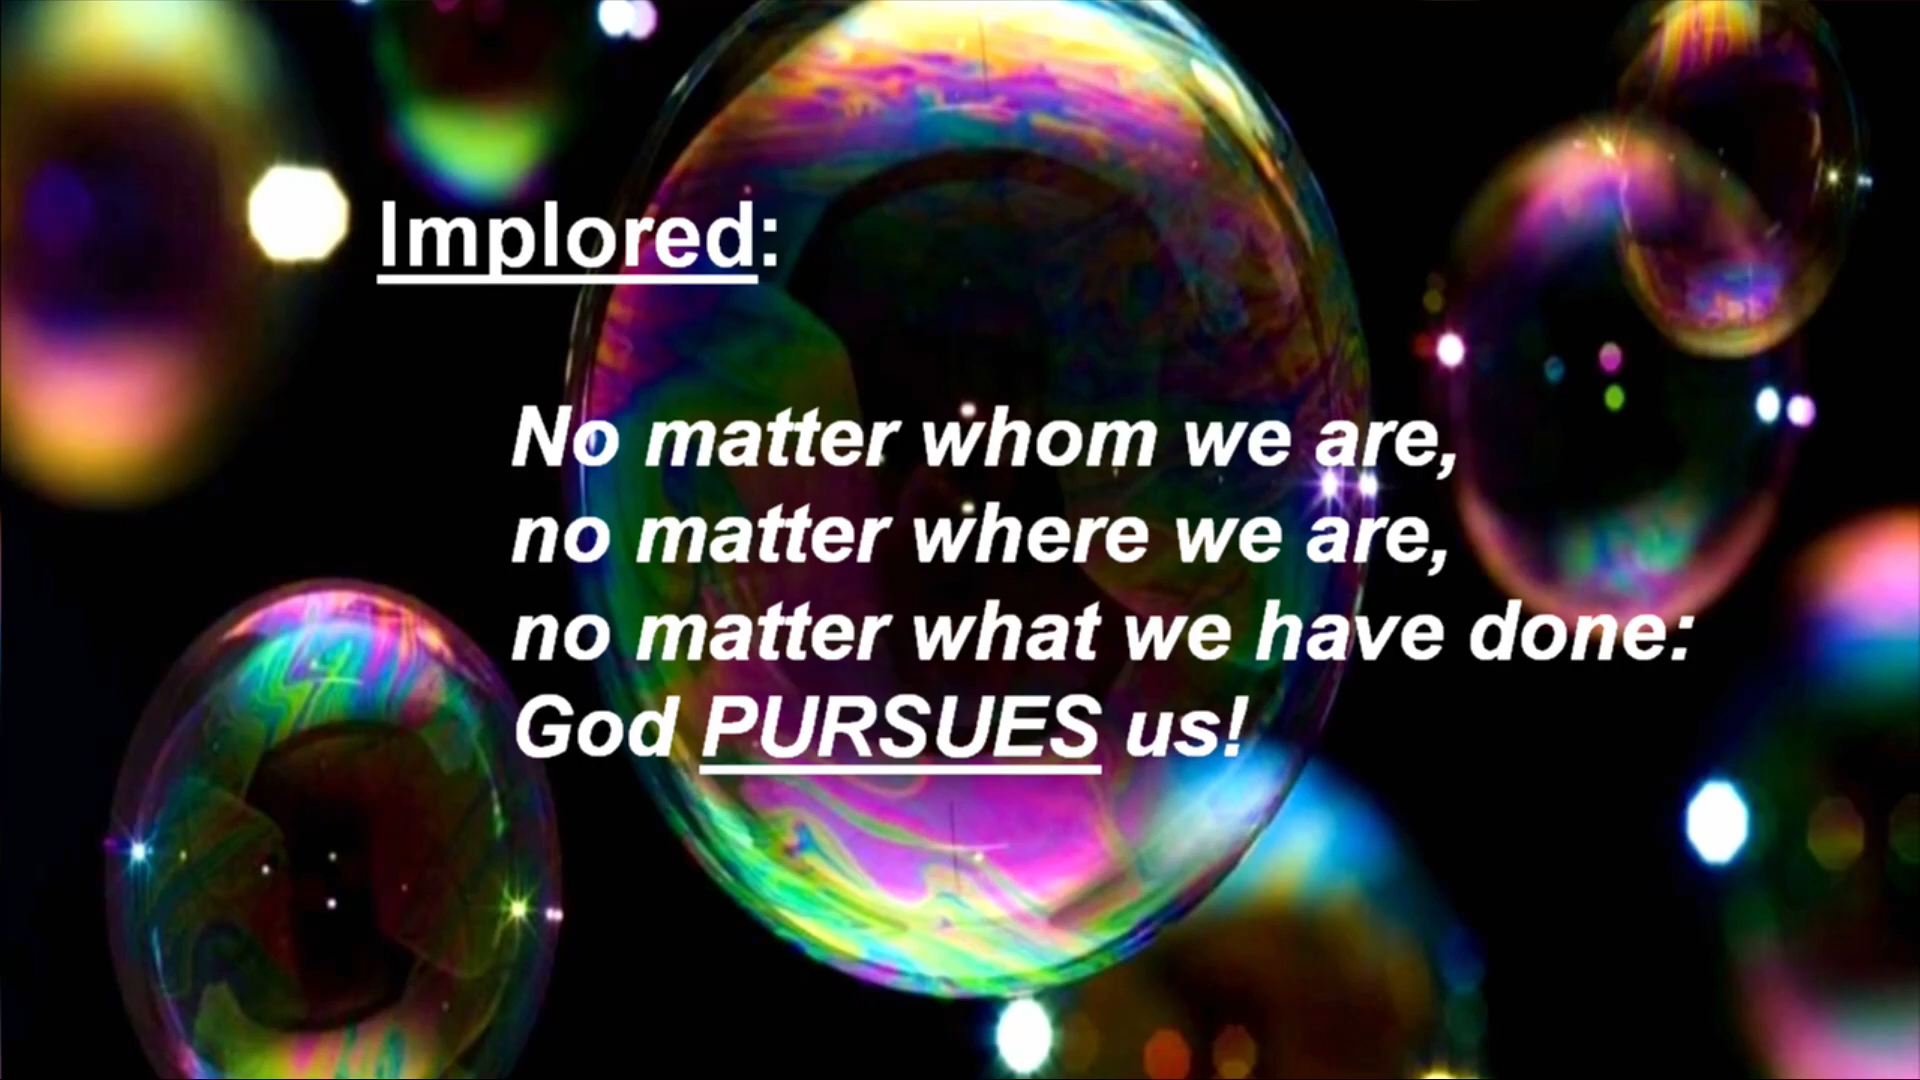 Implored:
No matter whom we are,
no matter where we are,
no matter what we have done:
God PURSUES us!